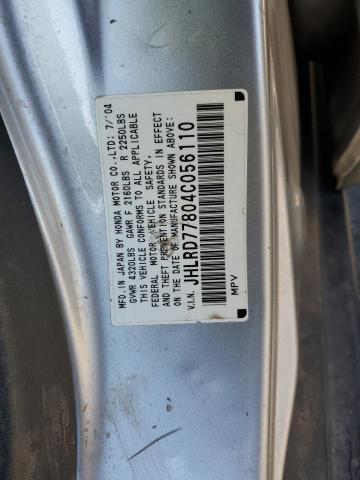 MFD.IN JAPAN BY HONDA MOTOR CO.,LTD: 7/'04
GVWR 4320LBS GAWR F 2160LBS R 2250LBS
THIS VEHICLE CONFORMS TO ALL APPLICABLE
FEDERAL MOTOR VEHICLE SAFETY,
AND THEFT PREVENTION STANDARDS IN EFFECT
ON THE DATE OF MANUFACTURE SHOWN ABOVE:
V.I.N. JHLRD77804C056110
MPV